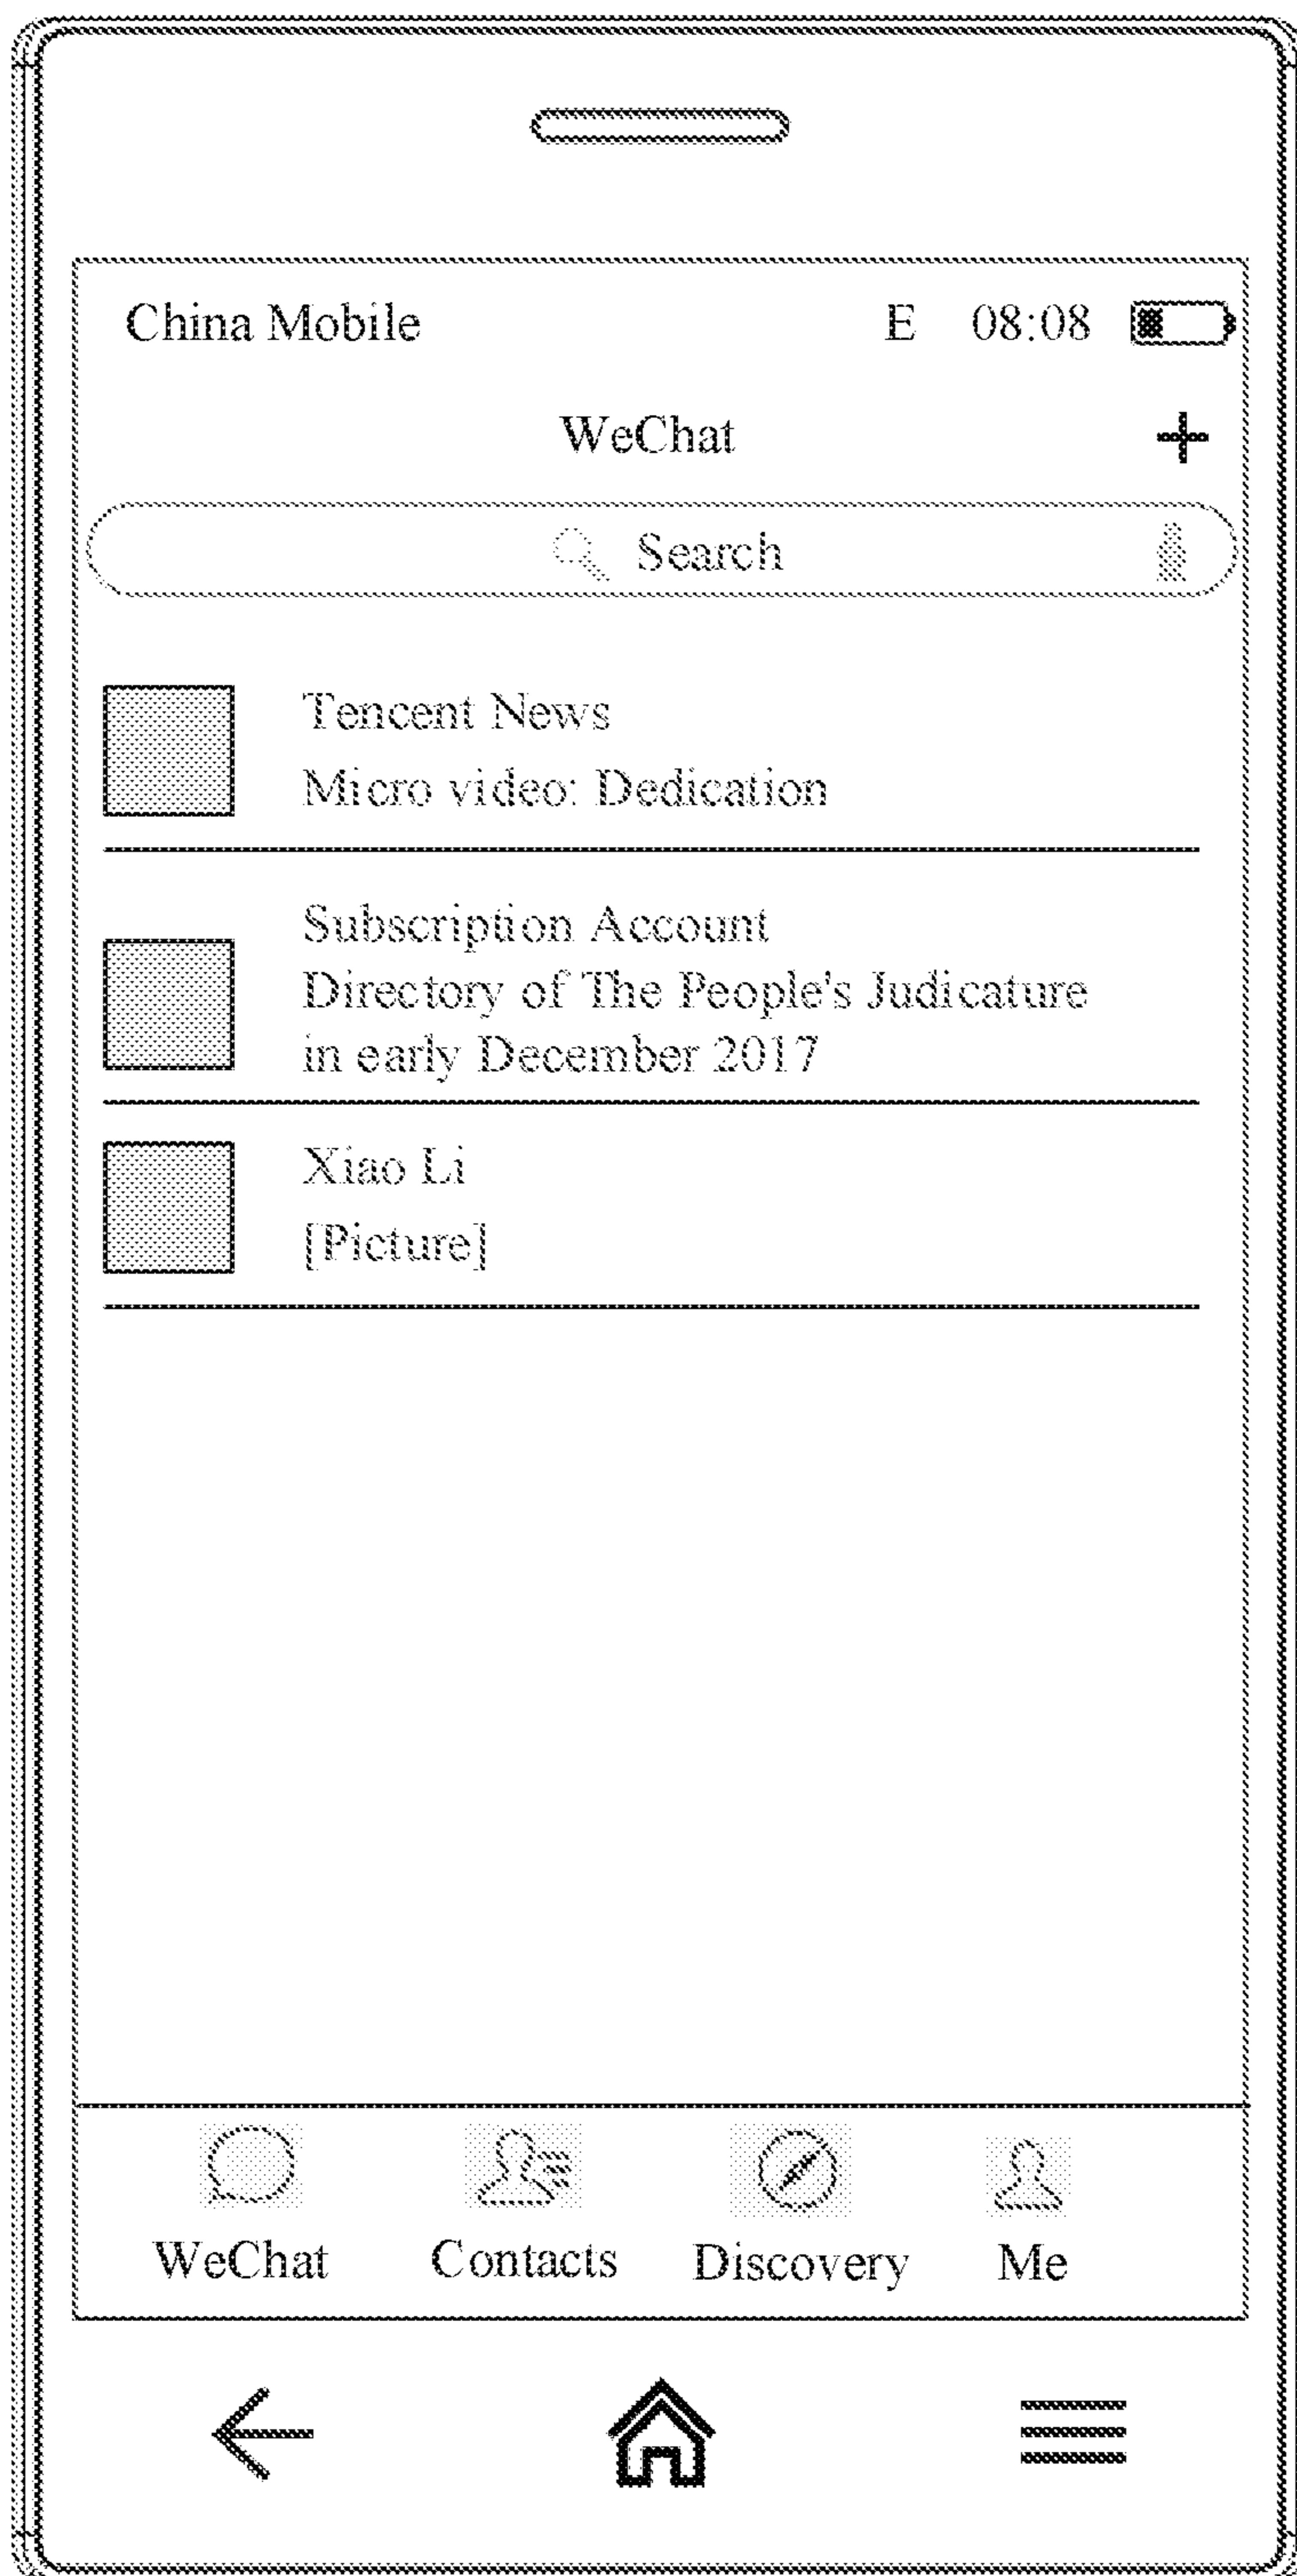 China Mobile E 08:08
WeChat
Search
Tencent News
Micro video: Dedication
Subscription Account
Directory of The People's Judicature
in early December 2017
Xiao Li
[Picture]
WeChat Contacts Discovery Me